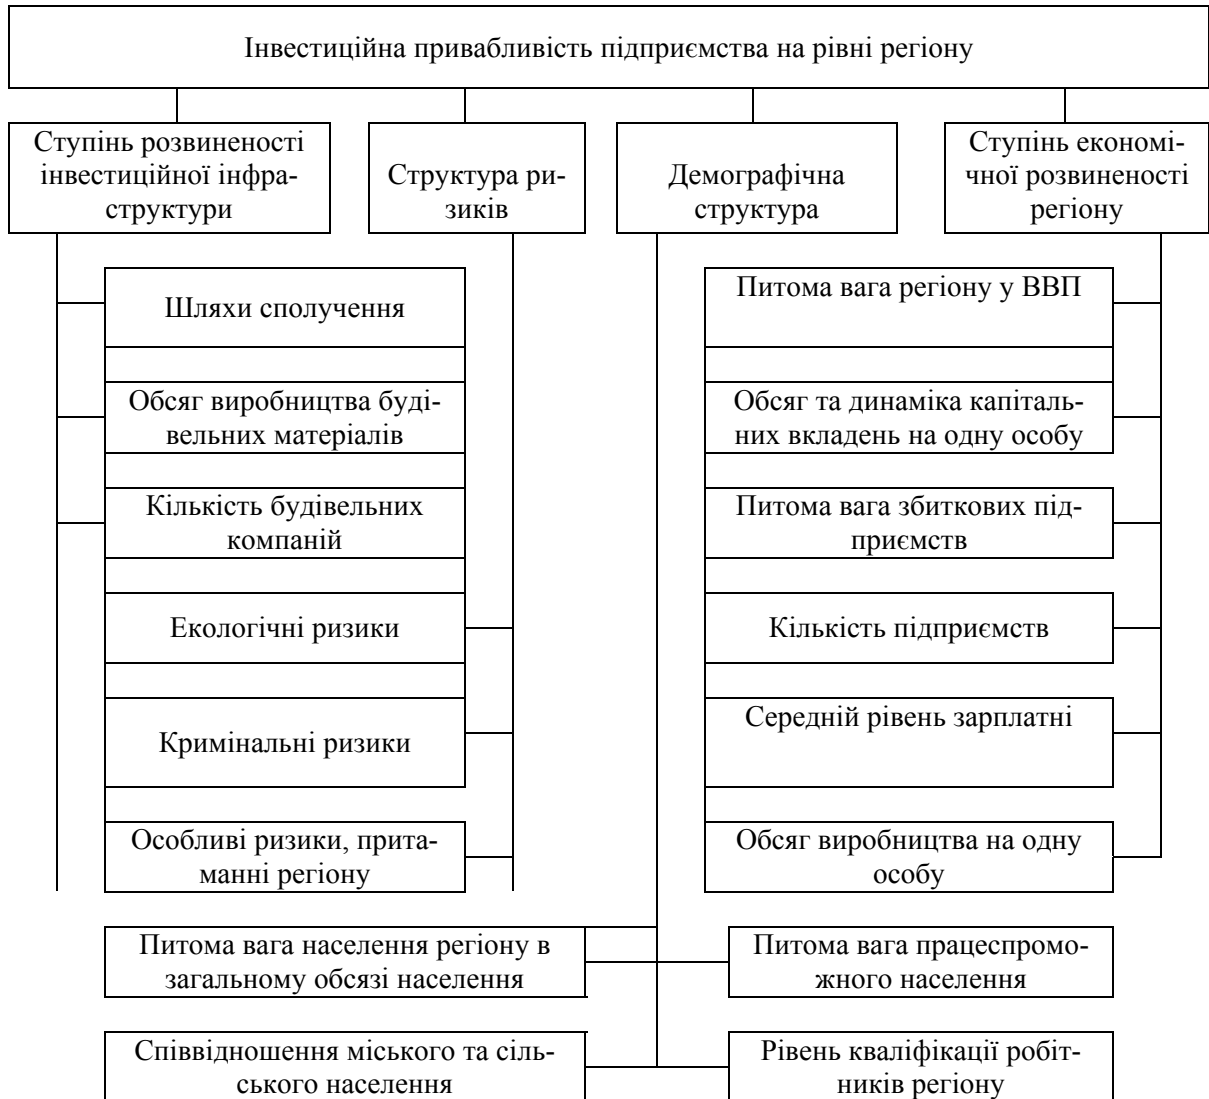 Інвестиційна привабливість підприємства на рівні регіону
Ступінь розвиненості
інвестиційної інфра-
структури
Структура ри-
зиків
Демографічна
структура
Ступінь економі-
чної розвиненості
регіону
Шляхи сполучення
Обсяг виробництва буді-
вельних матеріалів
Кількість будівельних
компаній
Екологічні ризики
Кримінальні ризики
Особливі ризики, прита-
манні регіону
Питома вага регіону у ВВП
Обсяг та динаміка капіталь-
них вкладень на одну особу
Питома вага збиткових під-
приємств
Кількість підприємств
Середній рівень зарплатні
Обсяг виробництва на одну
особу
Питома вага населення регіону в
загальному обсязі населення
Питома вага працеспромо-
жного населення
Співвідношення міського та сіль-
ського населення
Рівень кваліфікації робіт-
ників регіону